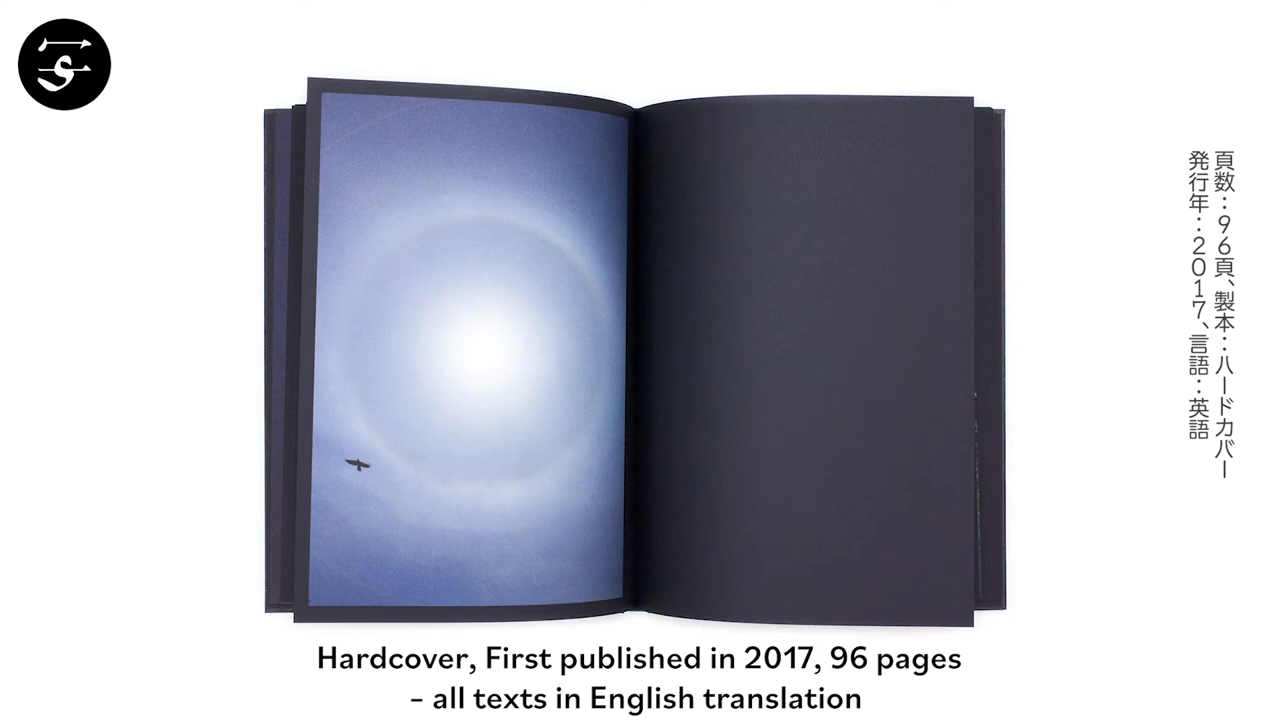 頁数：９６頁、製本：ハードカバー
発行年：２０１７、言語：英語
Hardcover, First published in 2017, 96 pages
– all texts in English translation